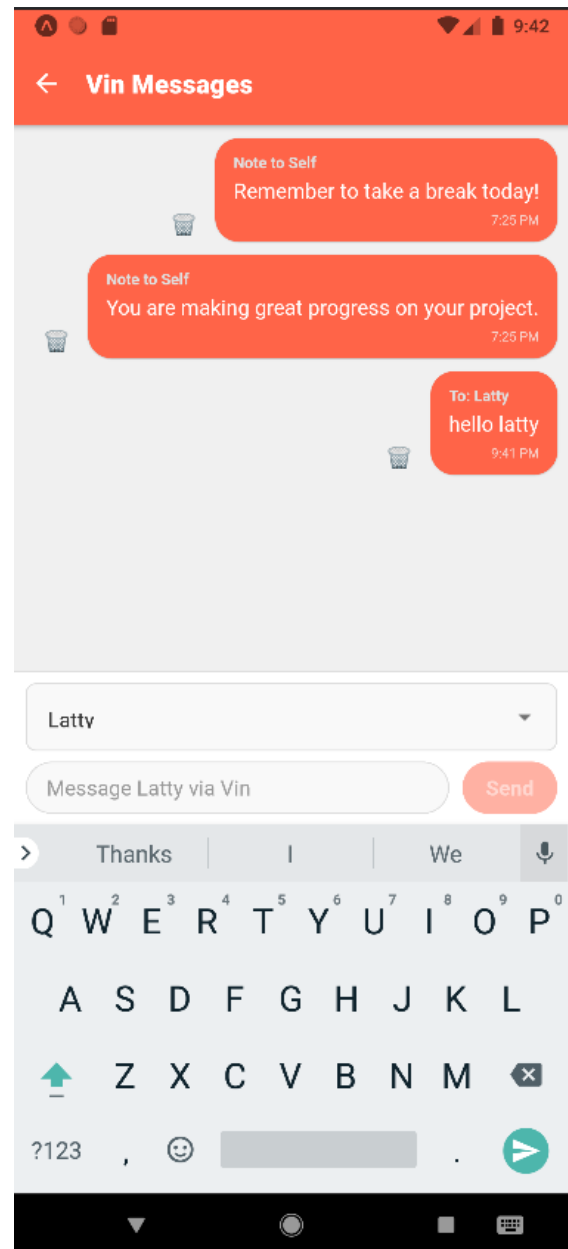 9:42
Vin Messages
Note to Self
Remember to take a break today!
7:25 PM
Note to Self
You are making great progress on your project.
7:25 PM
To: Latty
hello latty
9:41 PM
Latty
Message Latty via Vin
Send
Thanks I We
Q 1 W 2 E 3 R 4 T 5 Y 6 U 7 I 8 O 9 P 0
A S D F G H J K L
Z X C V B N M
?123 , .